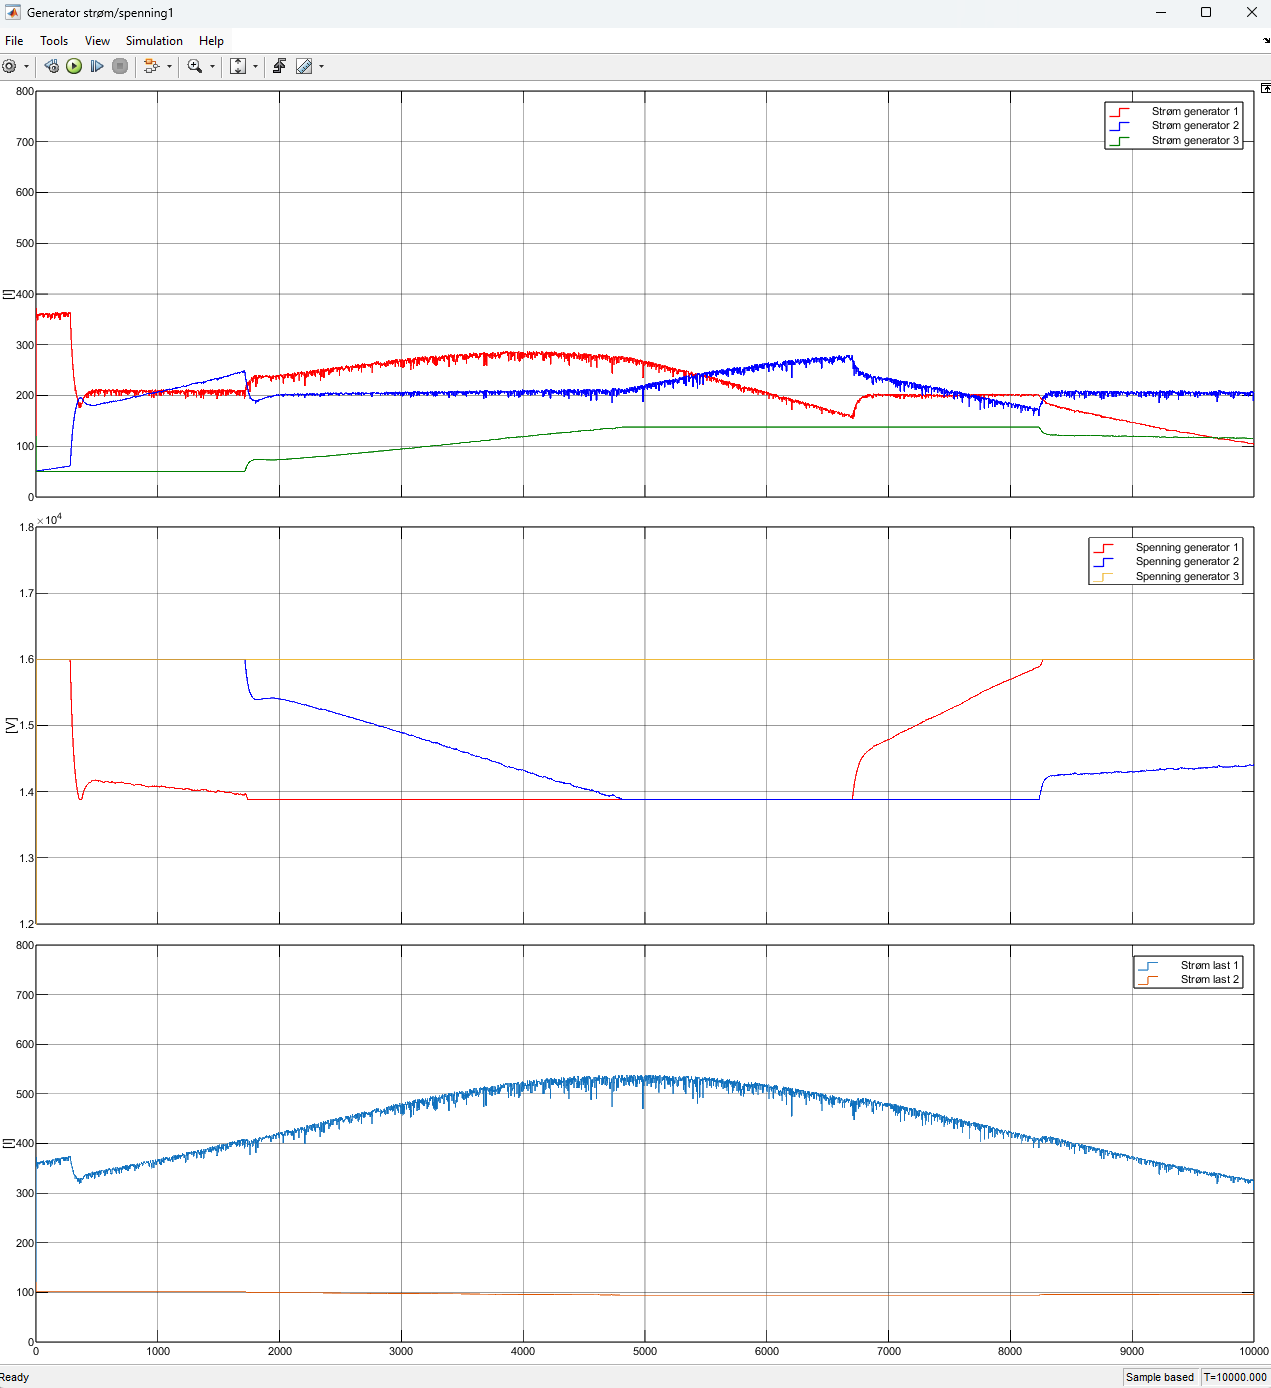 Generator strøm/spenning1
File Tools View Simulation Help
800
700
600
500
400
300
200
100
0
[I]
Strøm generator 1
Strøm generator 2
Strøm generator 3
×10⁴
1.8
1.7
1.6
1.5
1.4
1.3
1.2
[V]
Spenning generator 1
Spenning generator 2
Spenning generator 3
800
700
600
500
400
300
200
100
0
[I]
Strøm last 1
Strøm last 2
0 1000 2000 3000 4000 5000 6000 7000 8000 9000 10000
Ready
Sample based T=10000.000